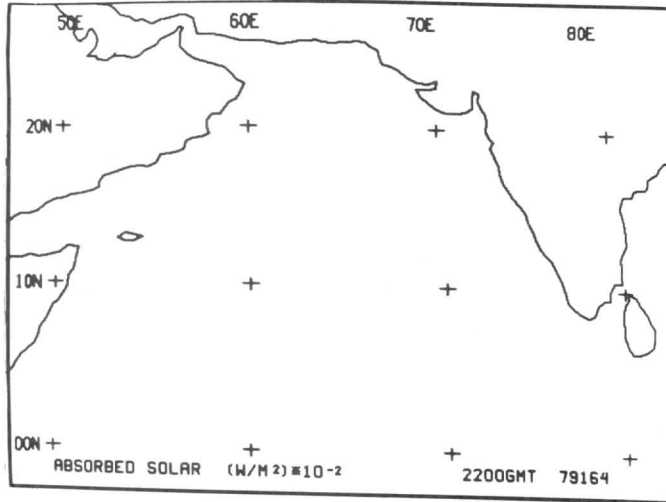 50E 60E 70E 80E
20N
10N
00N
ABSORBED SOLAR (W/M2)*10-2 2200GMT 79164